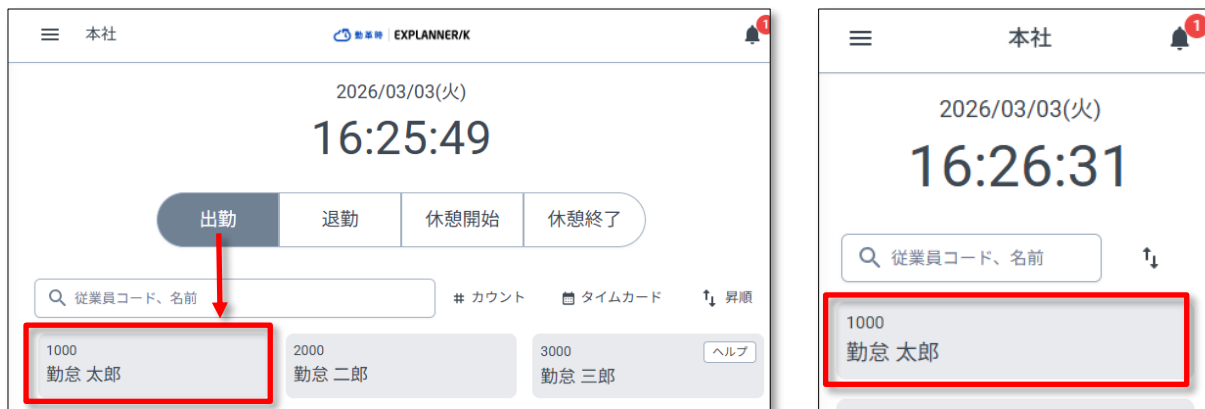 本社
勤革時 EXPLANNER/K
1
2026/03/03(火)
16:25:49
出勤 退勤 休憩開始 休憩終了
従業員コード、名前
# カウント タイムカード 昇順
1000
勤怠 太郎
2000
勤怠 二郎
3000
勤怠 三郎
ヘルプ
本社
1
2026/03/03(火)
16:26:31
従業員コード、名前
1000
勤怠 太郎